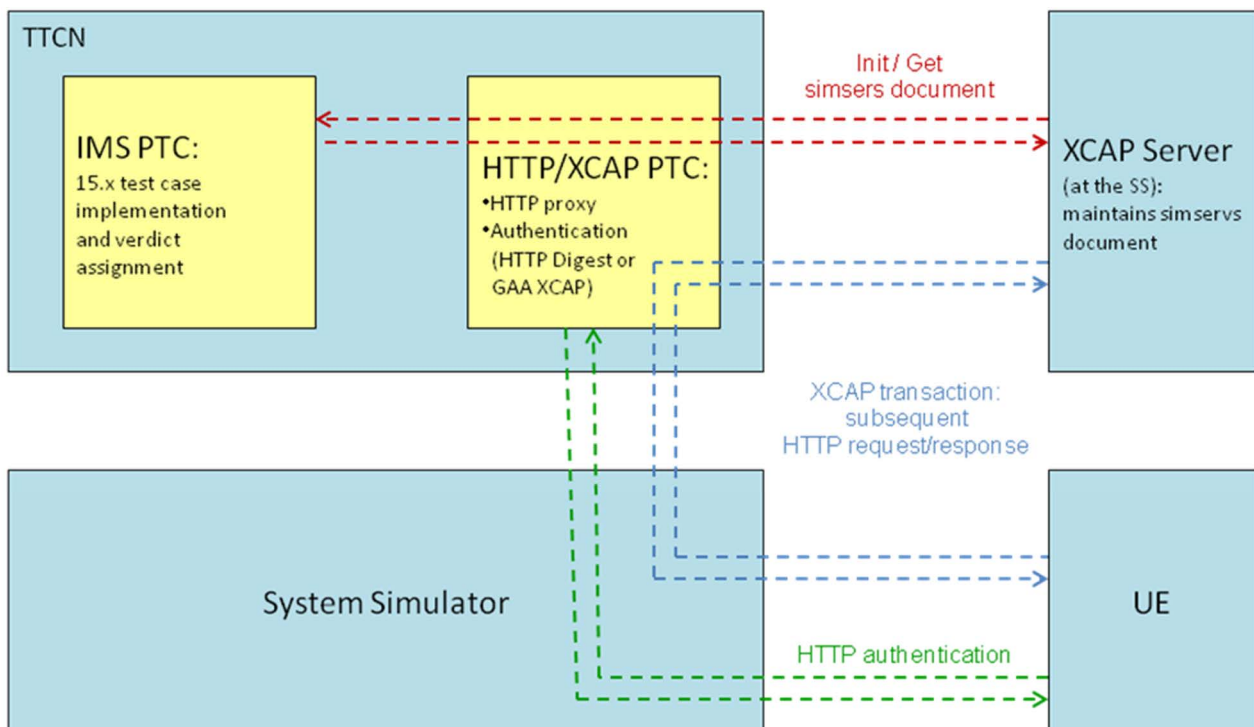 TTCN
IMS PTC:
15.x test case
implementation
and verdict
assignment
HTTP/XCAP PTC:
•HTTP proxy
•Authentication
(HTTP Digest or
GAA XCAP)
Init / Get
simsers document
XCAP Server
(at the SS):
maintains simservs
document
XCAP transaction:
subsequent
HTTP request/response
System Simulator
UE
HTTP authentication